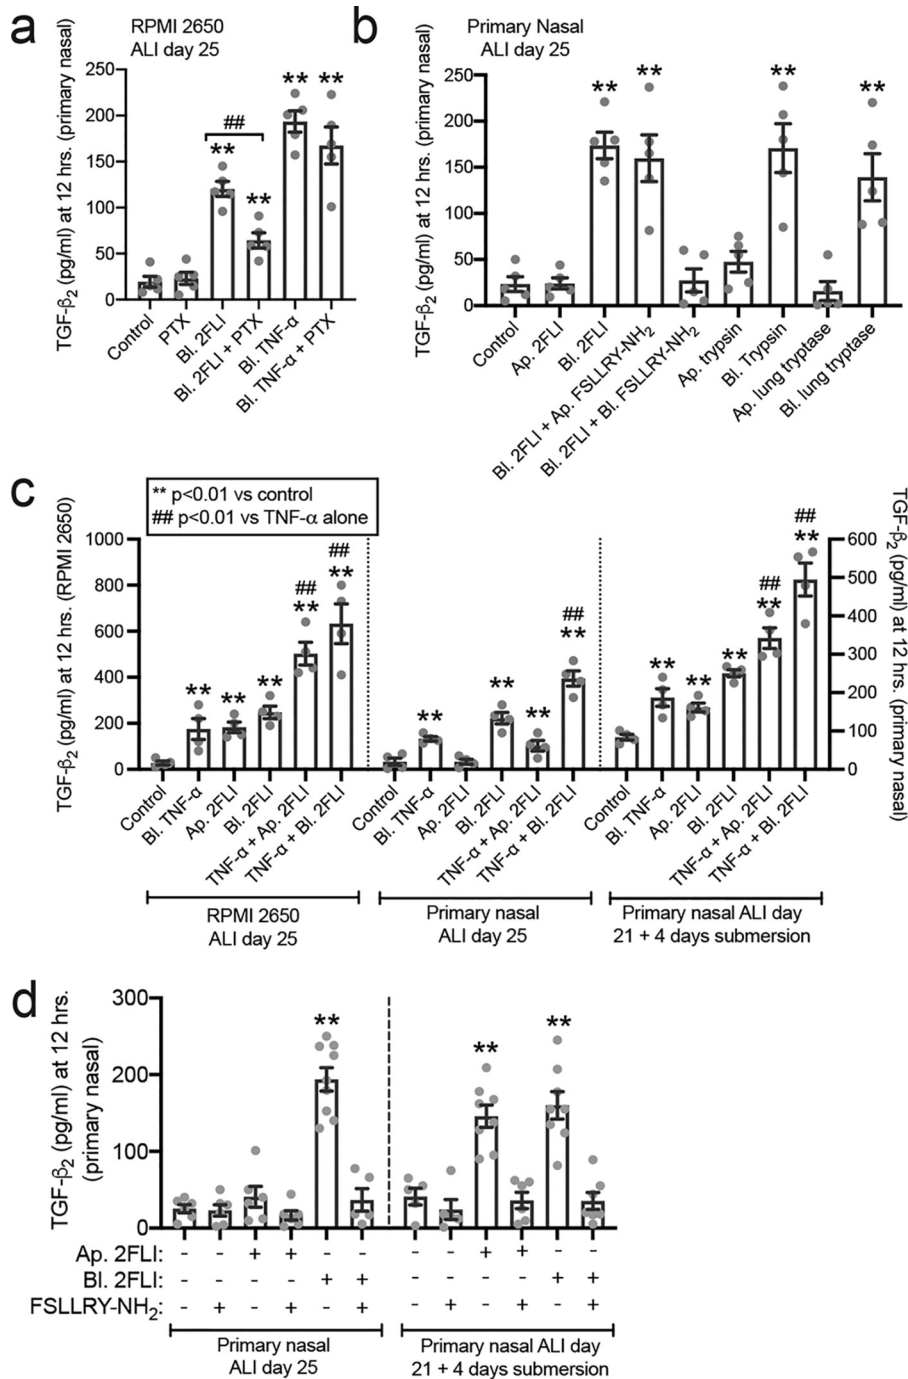 a
RPMI 2650
ALI day 25
TGF-β2 (pg/ml) at 12 hrs. (primary nasal)
250
200
150
100
50
0
##
**
**
**
**
Control
PTX
Bl. 2FLI
Bl. 2FLI + PTX
Bl. TNF-α
Bl. TNF-α + PTX
b
Primary Nasal
ALI day 25
TGF-β2 (pg/ml) at 12 hrs. (primary nasal)
250
200
150
100
50
0
**
**
**
**
Control
Ap. 2FLI
Bl. 2FLI
Bl. 2FLI + Ap. FSLLRY-NH2
Bl. 2FLI + Bl. FSLLRY-NH2
Ap. trypsin
Bl. Trypsin
Ap. lung tryptase
Bl. lung tryptase
c
** p<0.01 vs control
## p<0.01 vs TNF-α alone
TGF-β2 (pg/ml) at 12 hrs. (RPMI 2650)
1000
800
600
400
200
0
**
**
**
##
**
##
**
Control
Bl. TNF-α
Ap. 2FLI
Bl. 2FLI
TNF-α + Ap. 2FLI
TNF-α + Bl. 2FLI
RPMI 2650
ALI day 25
**
**
**
##
**
Control
Bl. TNF-α
Ap. 2FLI
Bl. 2FLI
TNF-α + Ap. 2FLI
TNF-α + Bl. 2FLI
Primary nasal
ALI day 25
**
**
**
##
**
##
**
Control
Bl. TNF-α
Ap. 2FLI
Bl. 2FLI
TNF-α + Ap. 2FLI
TNF-α + Bl. 2FLI
Primary nasal ALI day
21 + 4 days submersion
600
500
400
300
200
100
0
TGF-β2 (pg/ml) at 12 hrs. (primary nasal)
d
TGF-β2 (pg/ml) at 12 hrs.
(primary nasal)
300
200
100
0
**
**
**
Ap. 2FLI: - - + + - - - - + + - -
Bl. 2FLI: - - - - + + - - - - + +
FSLLRY-NH2: - + - + - + - + - + - +
Primary nasal
ALI day 25
Primary nasal ALI day
21 + 4 days submersion